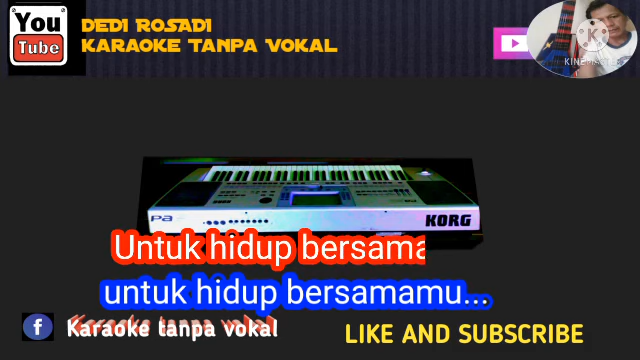 You
Tube
DEDI ROSADI
KARAOKE TANPA VOKAL
KINEMA
Pa
KORG
Untuk hidup bersama
untuk hidup bersamamu...
f
Karaoke tanpa vokal
LIKE AND SUBSCRIBE